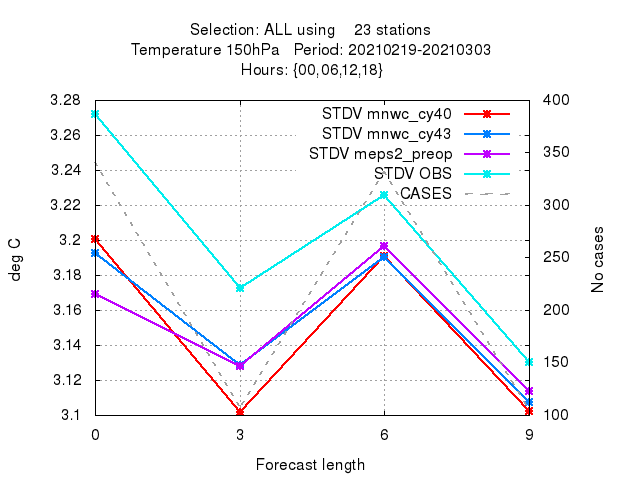 Selection: ALL using    23 stations
Temperature 150hPa   Period: 20210219-20210303
Hours: {00,06,12,18}
3.28
3.26
3.24
3.22
3.2
3.18
3.16
3.14
3.12
3.1
deg C
STDV mnwc_cy40
STDV mnwc_cy43
STDV meps2_preop
STDV OBS
CASES
400
350
300
250
200
150
100
No cases
0 3 6 9
Forecast length